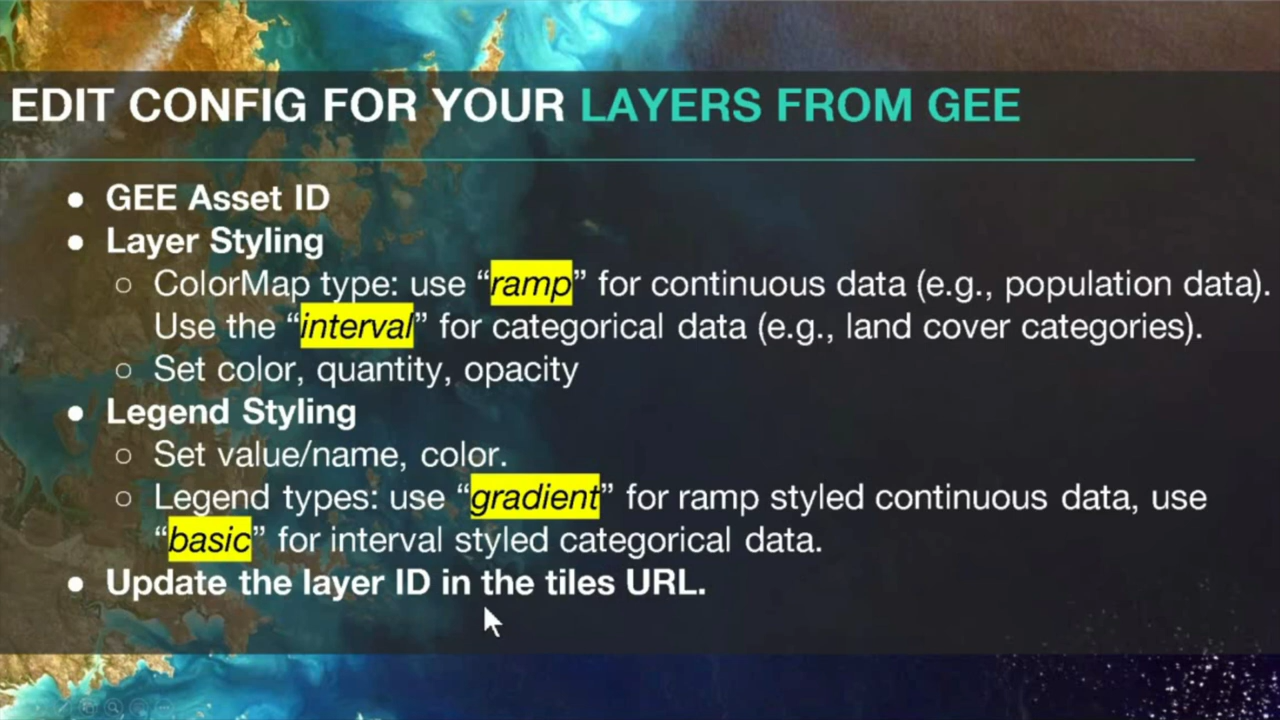 EDIT CONFIG FOR YOUR LAYERS FROM GEE
● GEE Asset ID
● Layer Styling
○ ColorMap type: use “ramp” for continuous data (e.g., population data).
Use the “interval” for categorical data (e.g., land cover categories).
○ Set color, quantity, opacity
● Legend Styling
○ Set value/name, color.
○ Legend types: use “gradient” for ramp styled continuous data, use
“basic” for interval styled categorical data.
● Update the layer ID in the tiles URL.